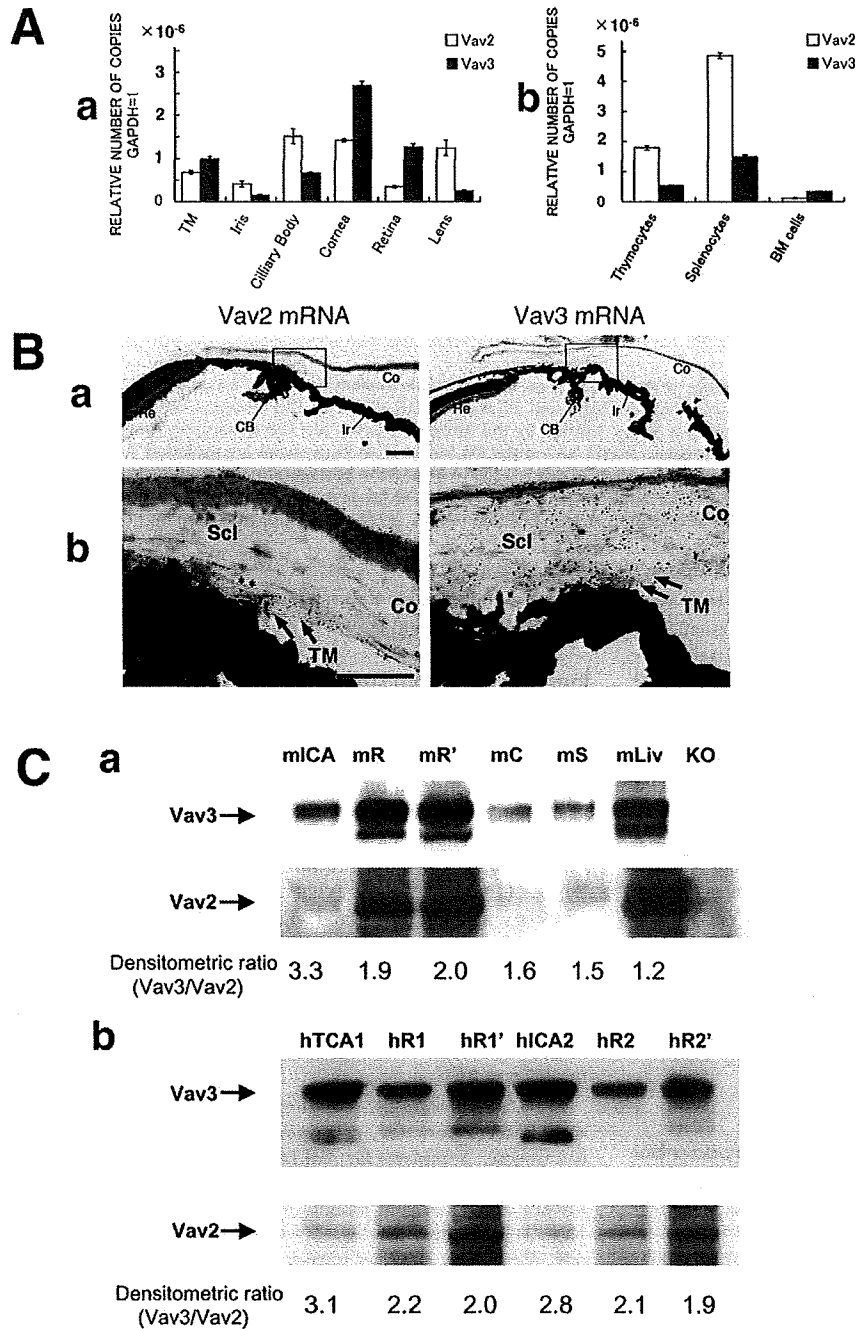 A
a
RELATIVE NUMBER OF COPIES
GAPDH=1
×10-6
3
2
1
0
Vav2
Vav3
TM
Iris
Cilliary Body
Cornea
Retina
Lens
b
RELATIVE NUMBER OF COPIES
GAPDH=1
×10-6
5
4
3
2
1
0
Vav2
Vav3
Thymocytes
Splenocytes
BM cells
Vav2 mRNA
Vav3 mRNA
B
a
Re
CB
Ir
Co
Re
CB
Ir
Co
b
Scl
Co
TM
Scl
Co
TM
C
a
mICA mR mR' mC mS mLiv KO
Vav3
Vav2
Densitometric ratio 3.3 1.9 2.0 1.6 1.5 1.2
(Vav3/Vav2)
b
hTCA1 hR1 hR1' hICA2 hR2 hR2'
Vav3
Vav2
Densitometric ratio 3.1 2.2 2.0 2.8 2.1 1.9
(Vav3/Vav2)